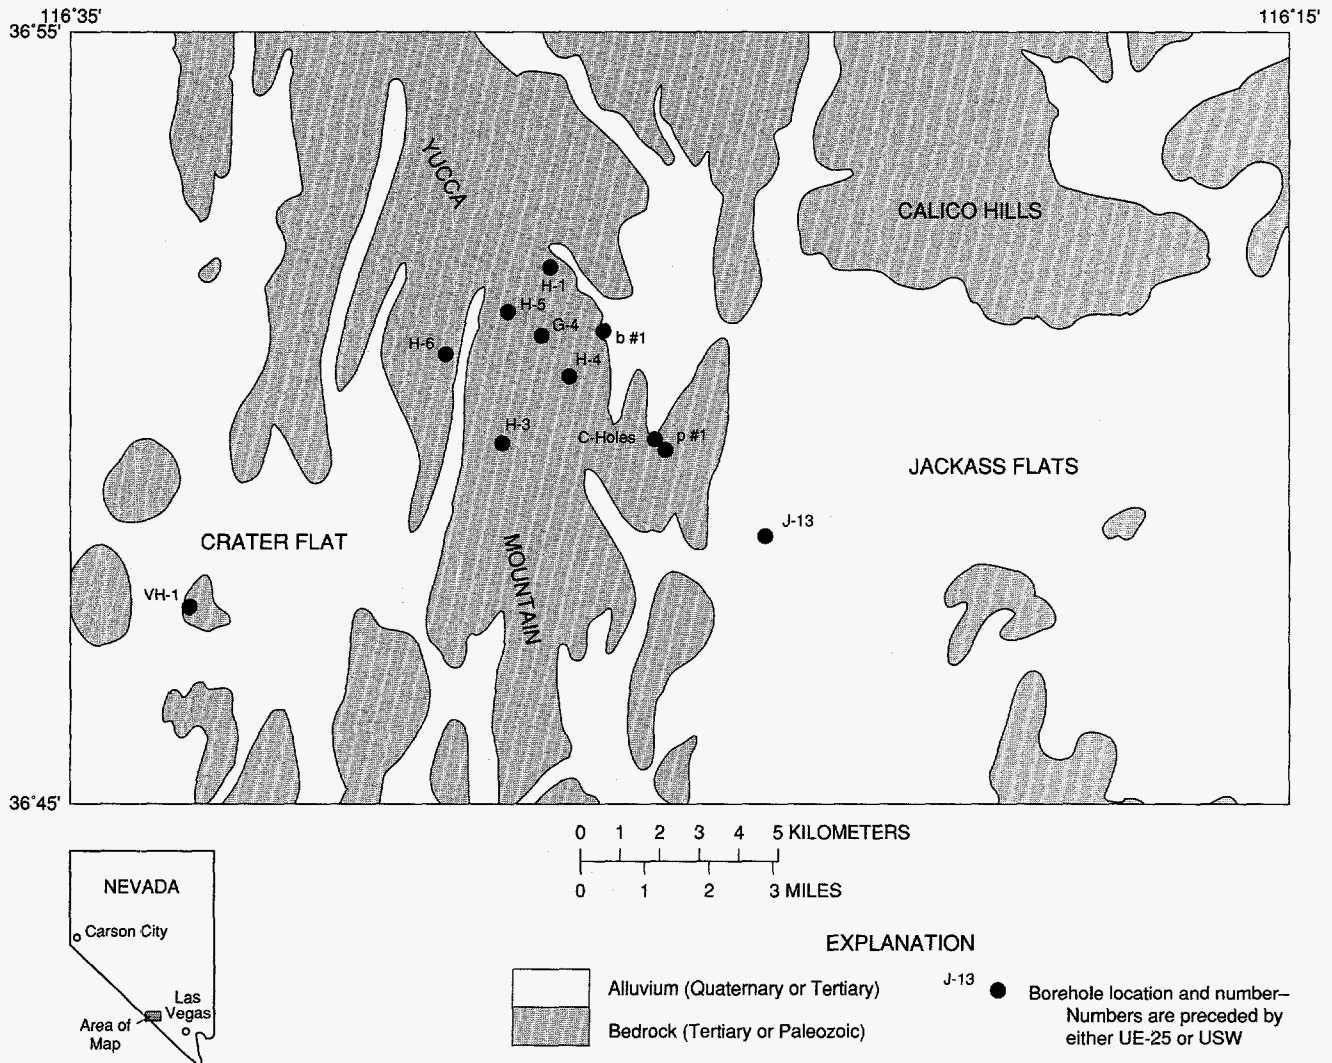 116°35' 116°15'
36°55'
YUCCA
CALICO HILLS
H-1
H-5
G-4
b #1
H-6
H-4
H-3
C-Holes p #1
JACKASS FLATS
J-13
CRATER FLAT
MOUNTAIN
VH-1
36°45'
0 1 2 3 4 5 KILOMETERS
0 1 2 3 MILES
NEVADA
Carson City
Las
Vegas
Area of
Map
EXPLANATION
Alluvium (Quaternary or Tertiary)
Bedrock (Tertiary or Paleozoic)
J-13
Borehole location and number–
Numbers are preceded by
either UE-25 or USW